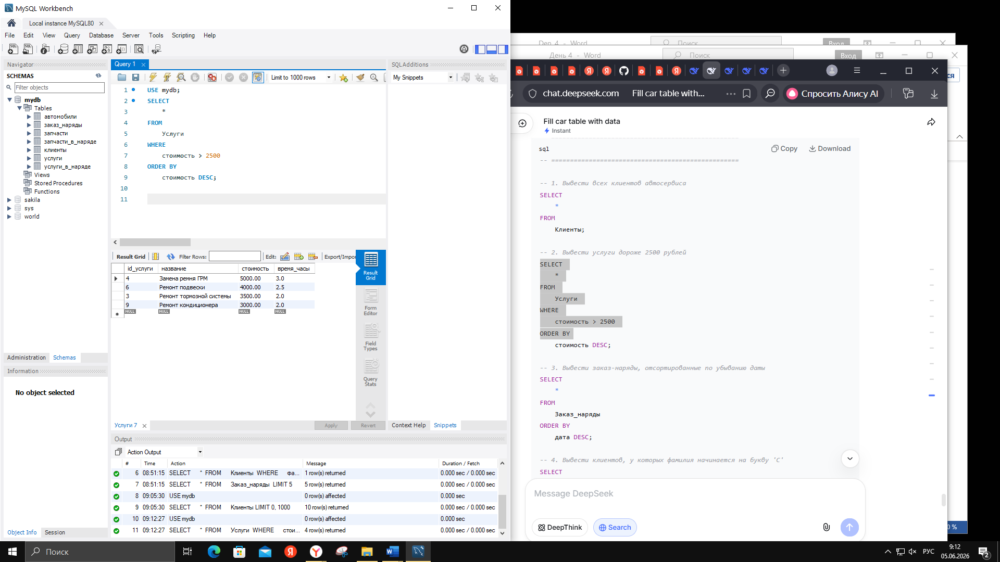 MySQL Workbench
Local instance MySQL80
File Edit View Query Database Server Tools Scripting Help
Navigator
SCHEMAS
Filter objects
mydb
Tables
автомобили
заказ_наряды
запчасти
запчасти_в_наряде
клиенты
услуги
услуги_в_наряде
Views
Stored Procedures
Functions
sakila
sys
world
Administration Schemas
Information
No object selected
Object Info Session
Query 1
Limit to 1000 rows
1 USE mydb;
2 SELECT
3 *
4 FROM
5 Услуги
6 WHERE
7 стоимость > 2500
8 ORDER BY
9 стоимость DESC;
10
11
Result Grid Filter Rows: Edit: Export/Impor
id_услуги название стоимость время_часы
4 Замена ремня ГРМ 5000.00 3.0
6 Ремонт подвески 4000.00 2.5
3 Ремонт тормозной системы 3500.00 2.0
9 Ремонт кондиционера 3000.00 2.0
NULL NULL NULL NULL
Result Grid
Form Editor
Field Types
Query Stats
Услуги 7 Apply Revert
SQLAdditions
My Snippets
Context Help Snippets
Output
Action Output
# Time Action Message Duration / Fetch
6 08:51:15 SELECT * FROM Клиенты WHERE фа... 1 row(s) returned 0.000 sec / 0.000 sec
7 08:51:15 SELECT * FROM Заказ_наряды LIMIT 5 5 row(s) returned 0.000 sec / 0.000 sec
8 09:05:30 USE mydb 0 row(s) affected 0.000 sec
9 09:05:30 SELECT * FROM Клиенты LIMIT 0, 1000 10 row(s) returned 0.000 sec / 0.000 sec
10 09:12:27 USE mydb 0 row(s) affected 0.000 sec
11 09:12:27 SELECT * FROM Услуги WHERE стои... 4 row(s) returned 0.000 sec / 0.000 sec
Den_4 - Word Поиск Вход
День 4 - Word Поиск Вход
ся
chat.deepseek.com Fill car table with... Спросить Алису AI
Fill car table with data
Instant
sql Copy Download
-- ==================================================
-- 1. Вывести всех клиентов автосервиса
SELECT
*
FROM
Клиенты;
-- 2. Вывести услуги дороже 2500 рублей
SELECT
*
FROM
Услуги
WHERE
стоимость > 2500
ORDER BY
стоимость DESC;
-- 3. Вывести заказ-наряды, отсортированные по убыванию даты
SELECT
*
FROM
Заказ_наряды
ORDER BY
дата DESC;
-- 4. Вывести клиентов, у которых фамилия начинается на букву 'С'
SELECT
Message DeepSeek
DeepThink Search
0 %
Поиск
РУС
9:12
05.06.2026
2